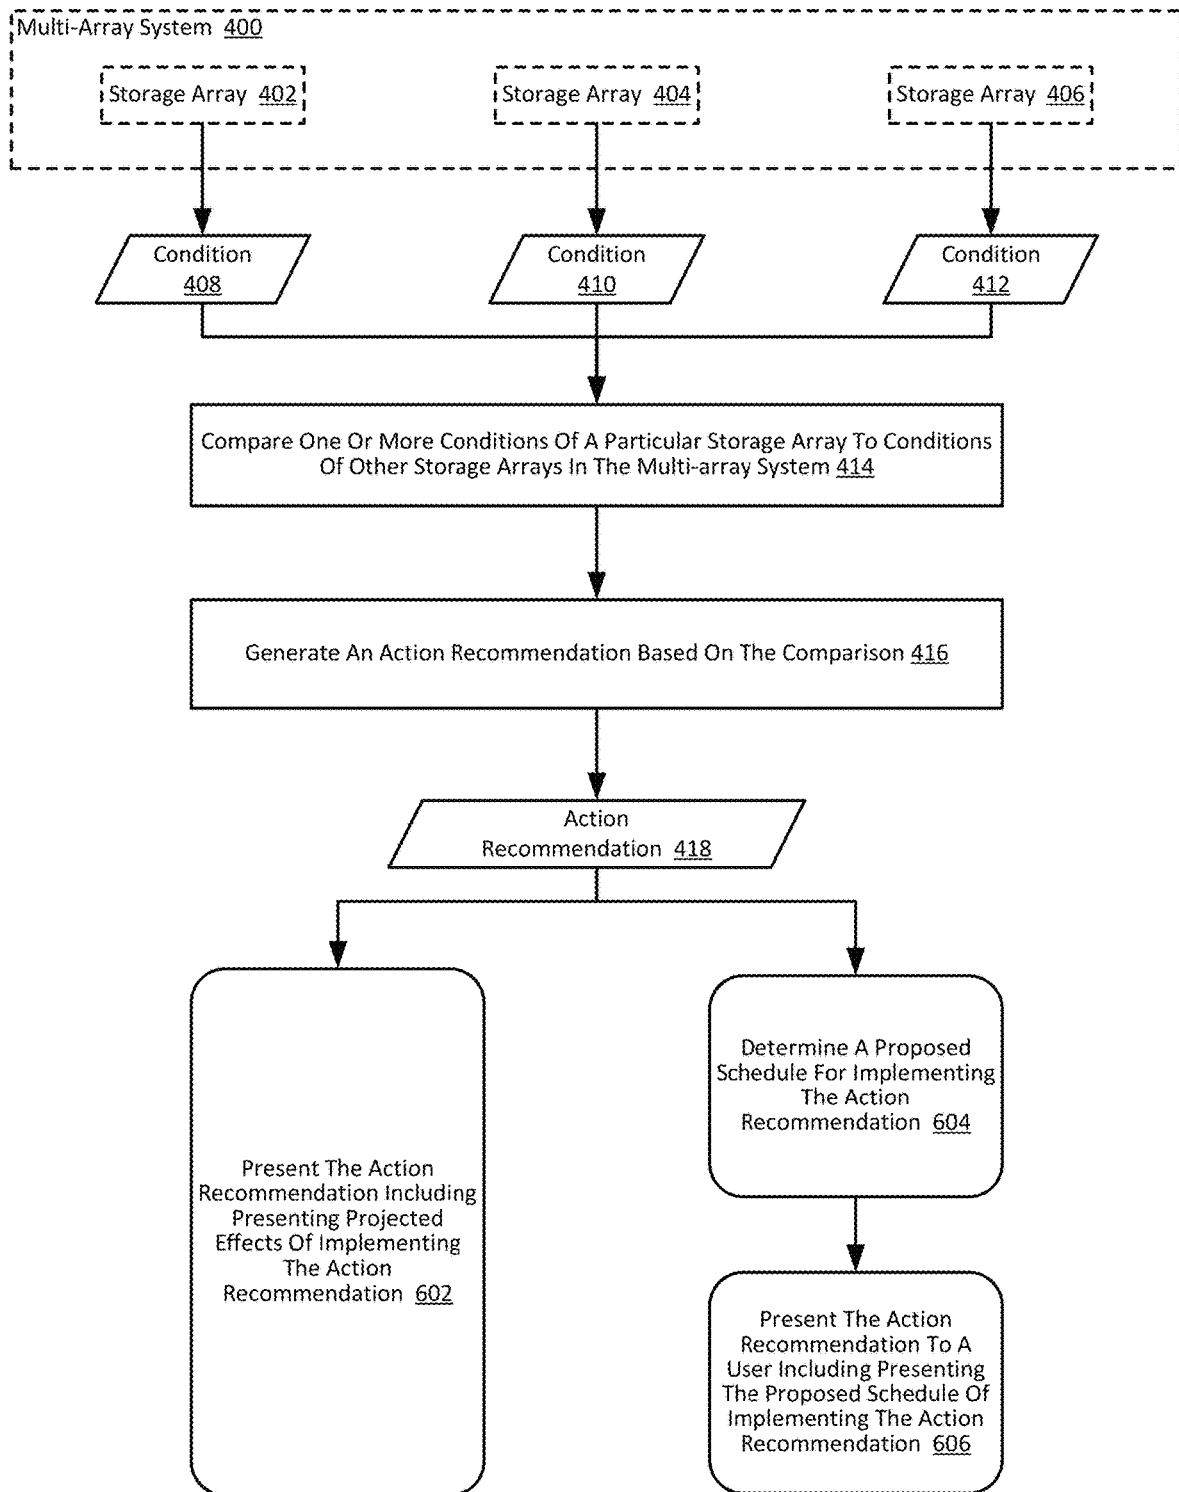 Multi-Array System 400
Storage Array 402
Storage Array 404
Storage Array 406
Condition
408
Condition
410
Condition
412
Compare One Or More Conditions Of A Particular Storage Array To Conditions
Of Other Storage Arrays In The Multi-array System 414
Generate An Action Recommendation Based On The Comparison 416
Action
Recommendation 418
Present The Action
Recommendation Including
Presenting Projected
Effects Of Implementing
The Action
Recommendation 602
Determine A Proposed
Schedule For Implementing
The Action
Recommendation 604
Present The Action
Recommendation To A
User Including Presenting
The Proposed Schedule Of
Implementing The Action
Recommendation 606